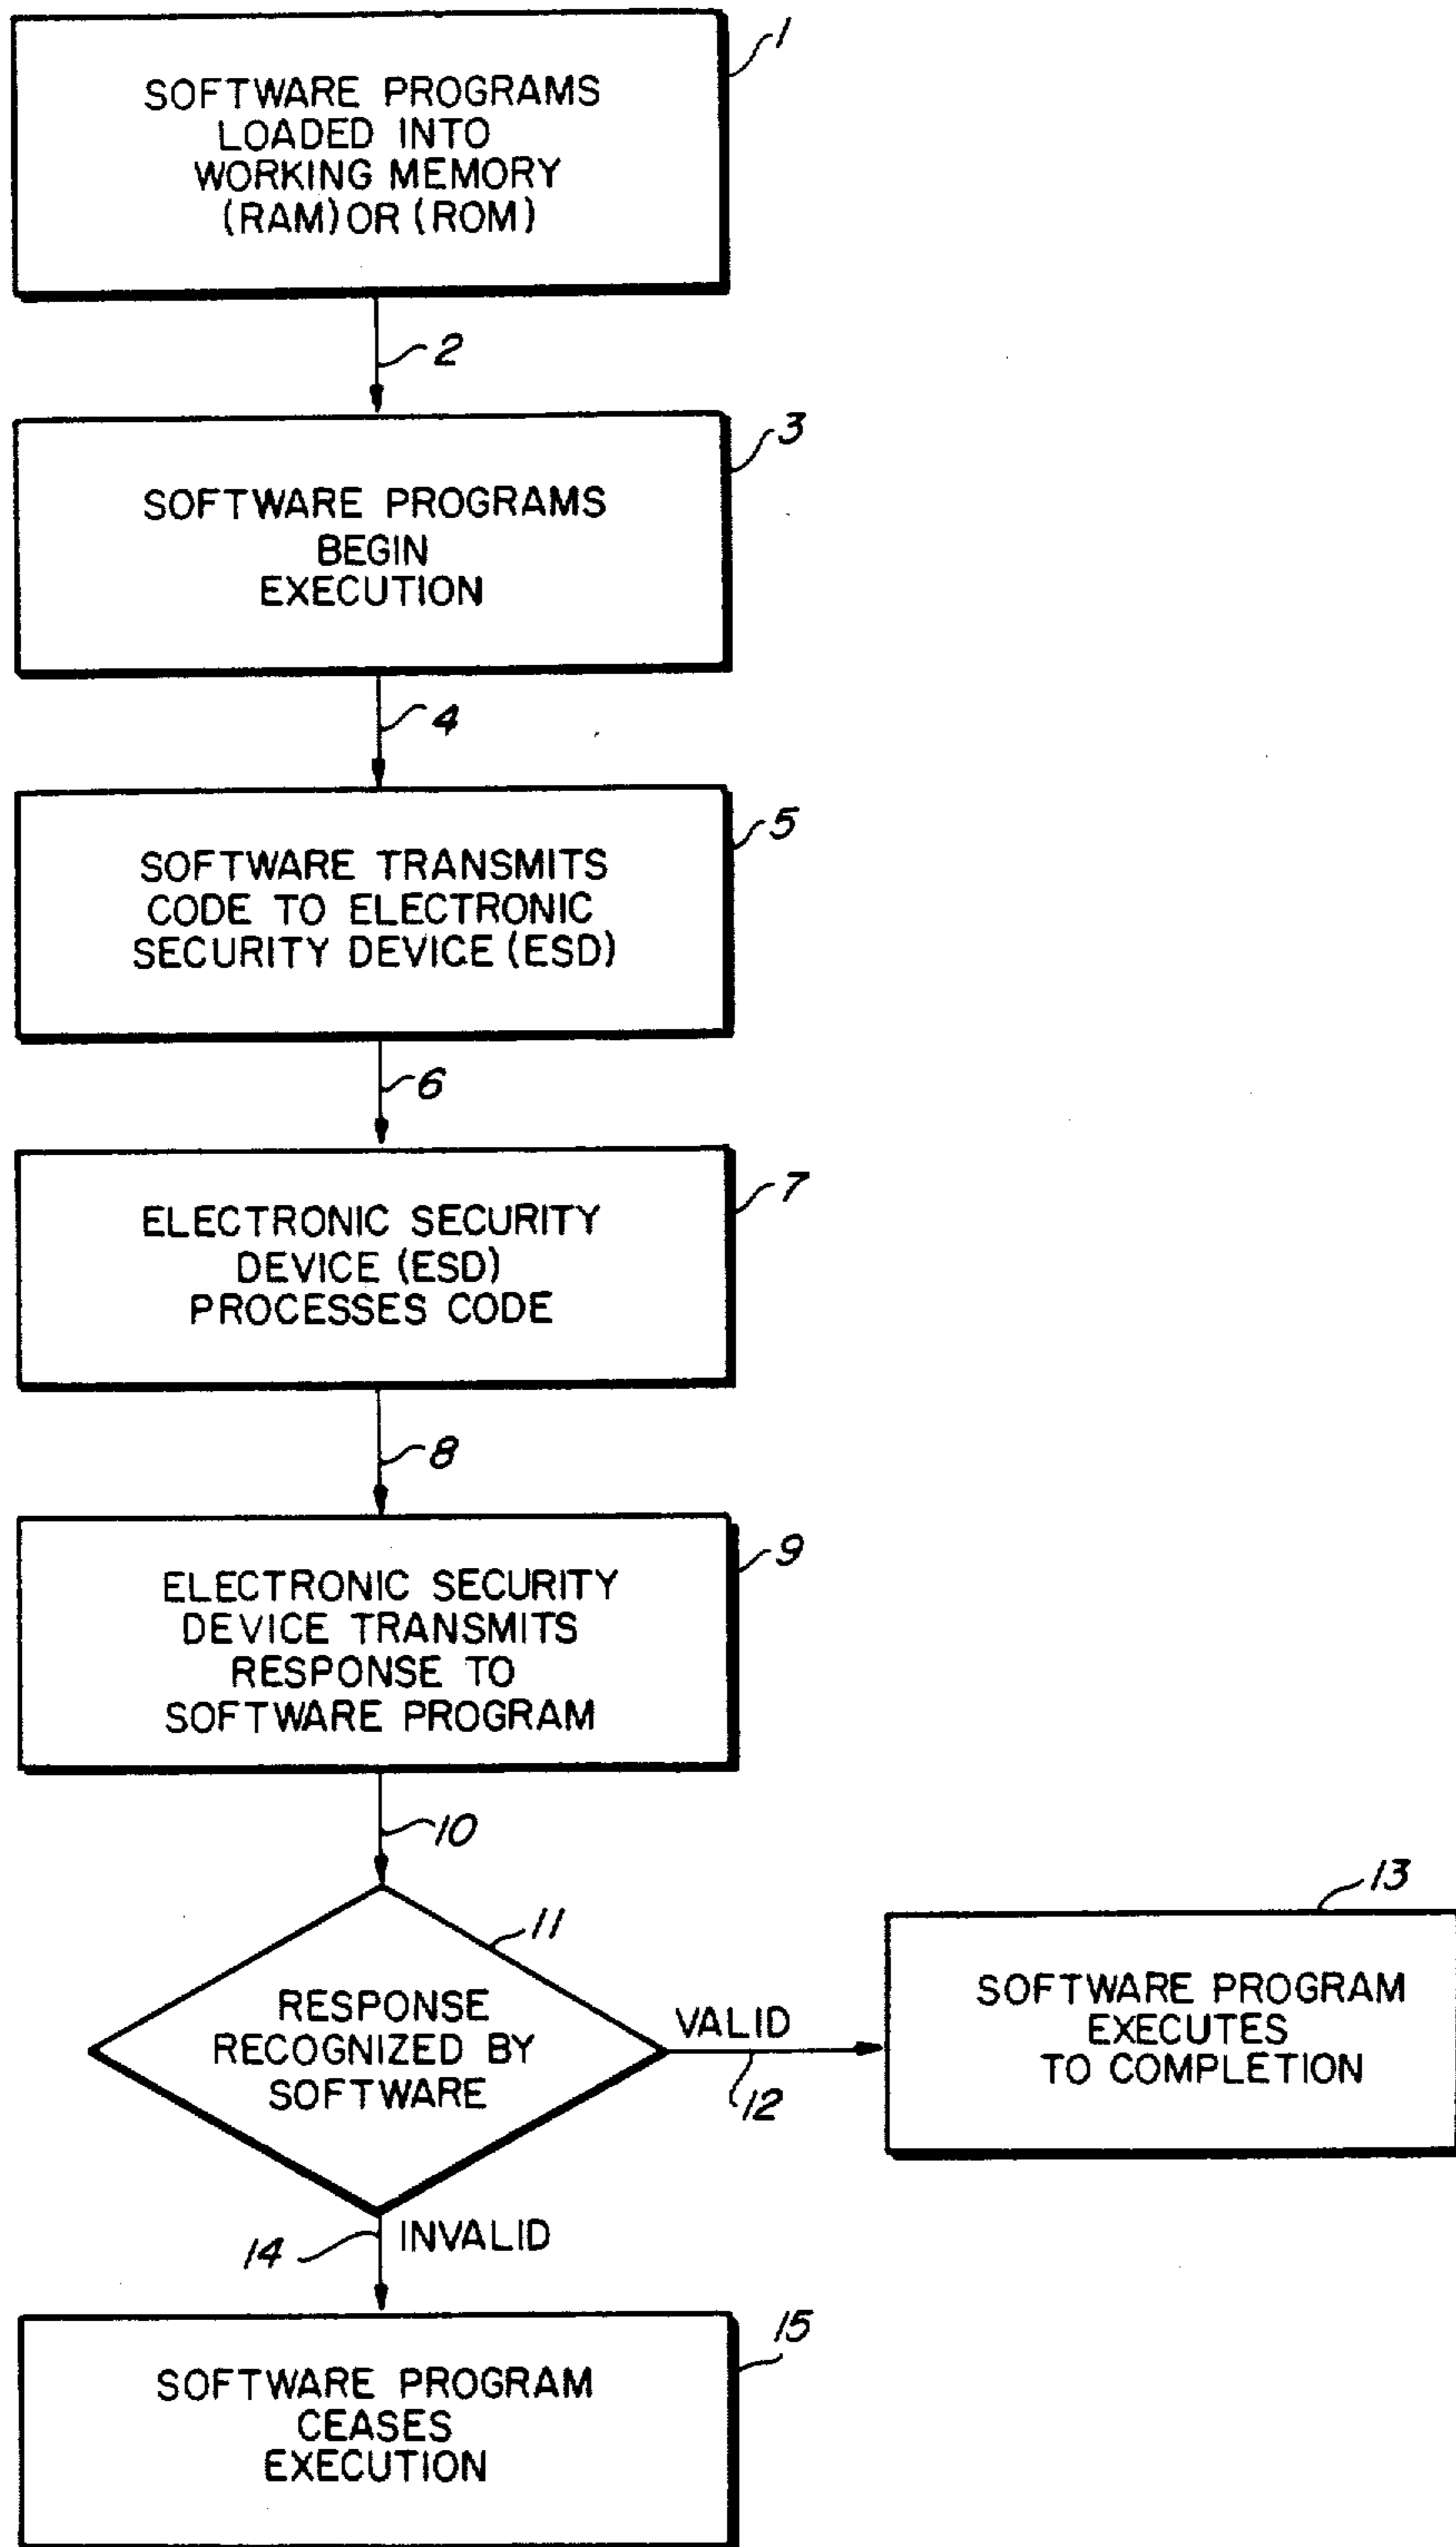 1
SOFTWARE PROGRAMS
LOADED INTO
WORKING MEMORY
(RAM) OR (ROM)
2
3
SOFTWARE PROGRAMS
BEGIN
EXECUTION
4
5
SOFTWARE TRANSMITS
CODE TO ELECTRONIC
SECURITY DEVICE (ESD)
6
7
ELECTRONIC SECURITY
DEVICE (ESD)
PROCESSES CODE
8
9
ELECTRONIC SECURITY
DEVICE TRANSMITS
RESPONSE TO
SOFTWARE PROGRAM
10
11
RESPONSE
RECOGNIZED BY
SOFTWARE
VALID
12
13
SOFTWARE PROGRAM
EXECUTES
TO COMPLETION
14
INVALID
15
SOFTWARE PROGRAM
CEASES
EXECUTION